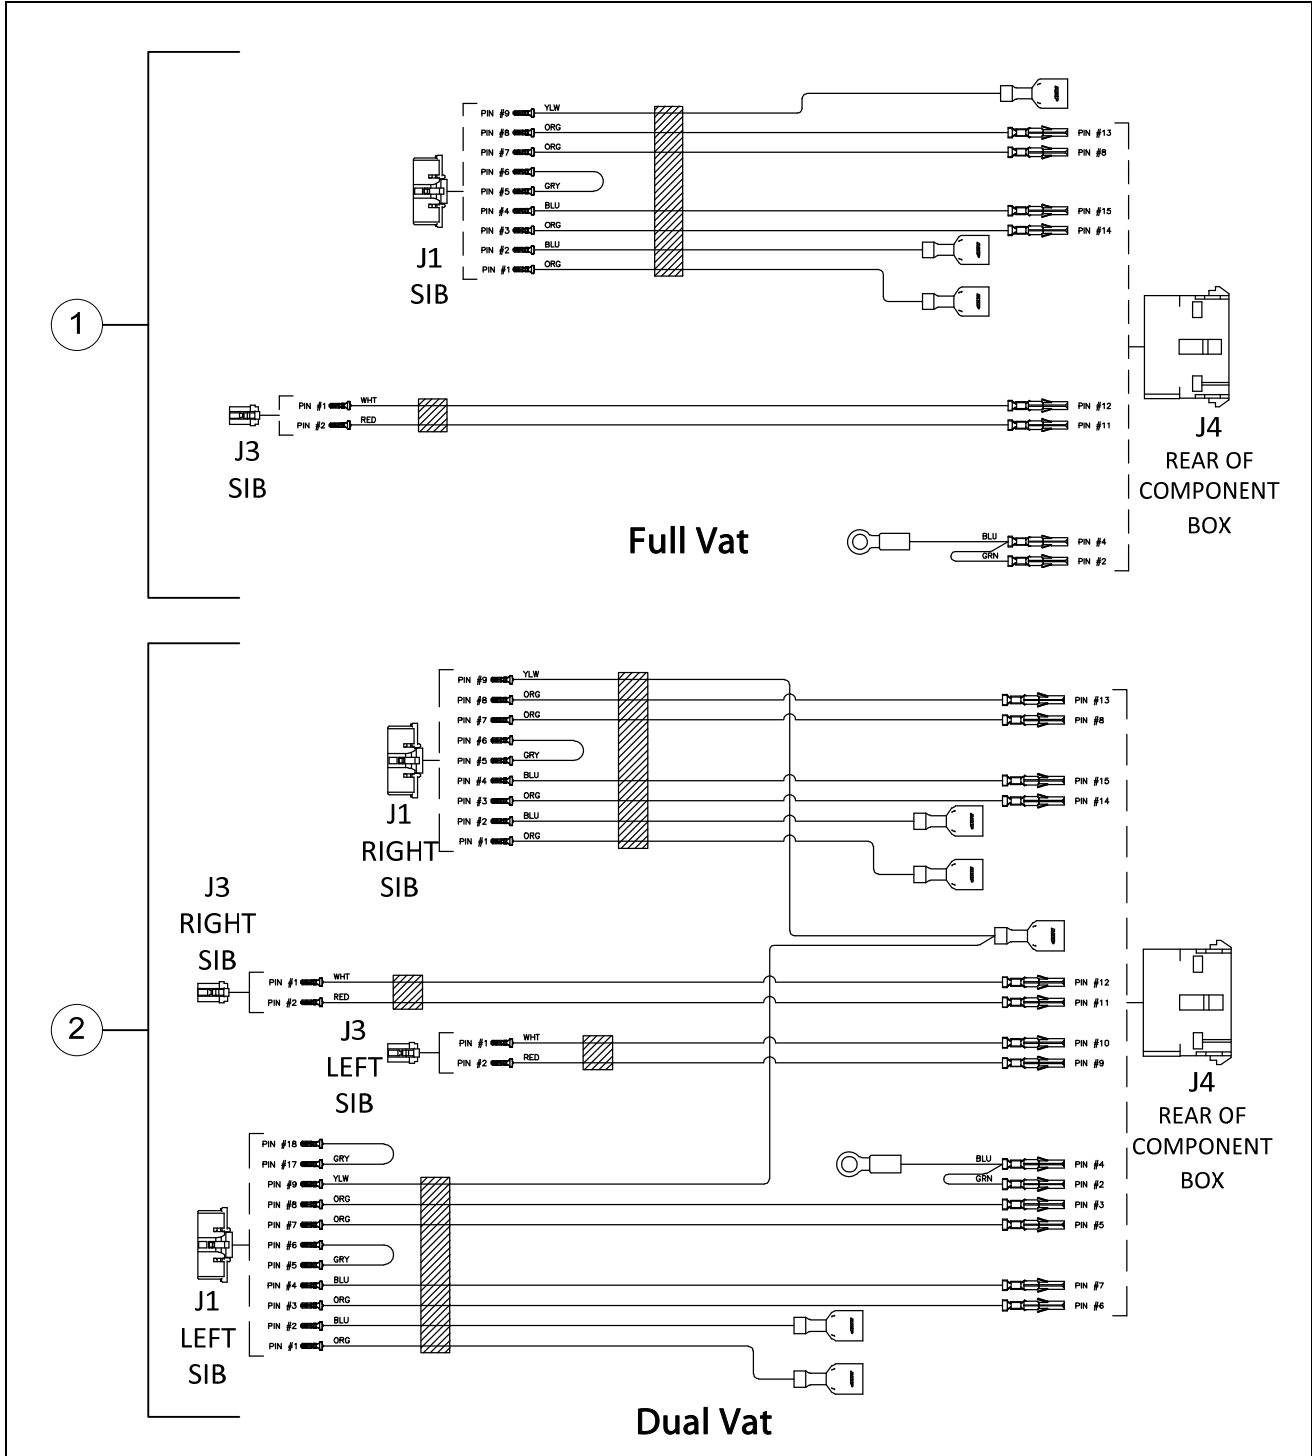 1
PIN #9 YLW
PIN #8 ORG PIN #13
PIN #7 ORG PIN #8
PIN #6
PIN #5 GRY
PIN #4 BLU PIN #15
PIN #3 ORG PIN #14
PIN #2 BLU
PIN #1 ORG
J1
SIB
PIN #1 WHT PIN #12
PIN #2 RED PIN #11
J3
SIB
J4
REAR OF
COMPONENT
BOX
Full Vat
BLU PIN #4
GRN PIN #2
2
PIN #9 YLW
PIN #8 ORG PIN #13
PIN #7 ORG PIN #8
PIN #6
PIN #5 GRY
PIN #4 BLU PIN #15
PIN #3 ORG PIN #14
PIN #2 BLU
PIN #1 ORG
J1
RIGHT
SIB
J3
RIGHT
SIB
PIN #1 WHT PIN #12
PIN #2 RED PIN #11
J3
LEFT
SIB
PIN #1 WHT PIN #10
PIN #2 RED PIN #9
J4
REAR OF
COMPONENT
BOX
PIN #18
PIN #17 GRY
BLU PIN #4
GRN PIN #2
PIN #9 YLW
PIN #8 ORG PIN #3
PIN #7 ORG PIN #5
PIN #6
PIN #5 GRY
PIN #4 BLU PIN #7
PIN #3 ORG PIN #6
PIN #2 BLU
PIN #1 ORG
J1
LEFT
SIB
Dual Vat